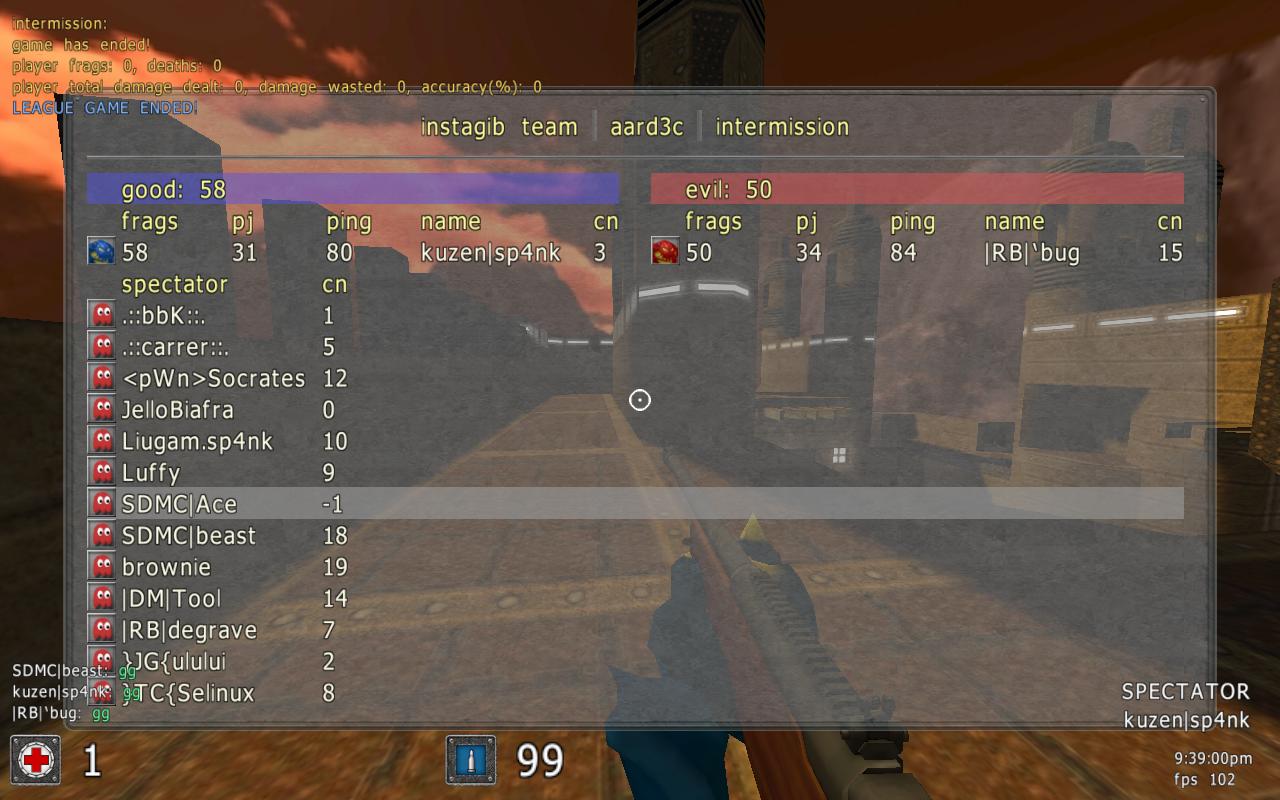 intermission:
game has ended!
player frags: 0, deaths: 0
player total damage dealt: 0, damage wasted: 0, accuracy(%): 0
LEAGUE GAME ENDED!
instagib team aard3c intermission
good: 58 evil: 50
frags pj ping name cn frags pj ping name cn
58 31 80 kuzen|sp4nk 3 50 34 84 |RB|‛bug 15
spectator cn
.::bbK::. 1
.::carrer::. 5
<pWn>Socrates 12
JelloBiafra 0
Liugam.sp4nk 10
Luffy 9
SDMC|Ace -1
SDMC|beast 18
brownie 19
|DM|Tool 14
|RB|degrave 7
}JG{ulului 2
}TC{Selinux 8
SDMC|beast: gg
kuzen|sp4nk: gg
|RB|‛bug: gg
SPECTATOR
kuzen|sp4nk
1 99
9:39:00pm
fps 102